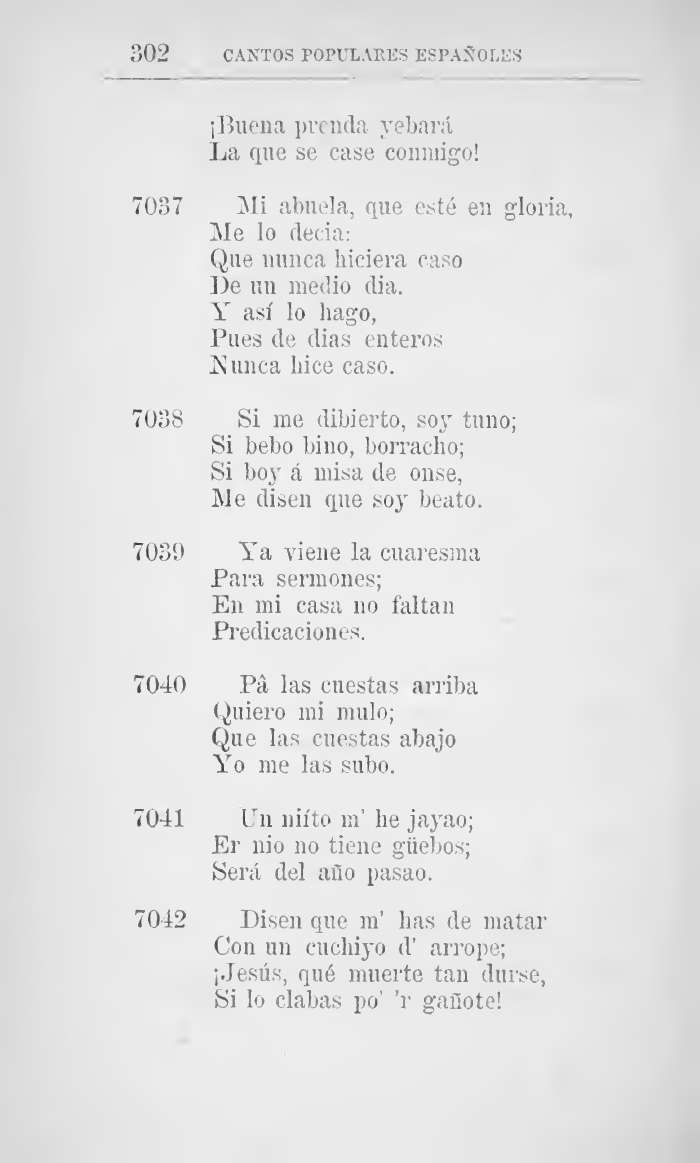 302 CANTOS POPULARES ESPAÑOLES
¡Buena prenda yebará
La que se case conmigo!
7037 Mi abuela, que esté en gloria,
Me lo decia:
Que nunca hiciera caso
De un medio dia.
Y así lo hago,
Pues de dias enteros
Nunca hice caso.
7038 Si me dibierto, soy tuno;
Si bebo bino, borracho;
Si boy á misa de onse,
Me disen que soy beato.
7039 Ya viene la cuaresma
Para sermones;
En mi casa no faltan
Predicaciones.
7040 Pâ las cuestas arriba
Quiero mi mulo;
Que las cuestas abajo
Yo me las subo.
7041 Un niíto m' he jayao;
Er nio no tiene güebos;
Será del año pasao.
7042 Disen que m' has de matar
Con un cuchiyo d' arrope;
¡Jesús, qué muerte tan durse,
Si lo clabas po' 'r gañote!